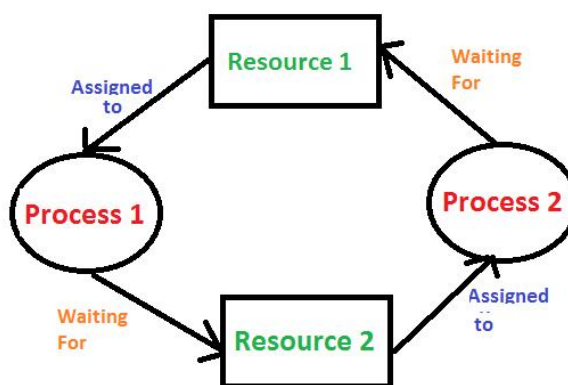 Resource 1
Waiting
For
Assigned
to
Process 1
Process 2
Waiting
For
Resource 2
Assigned
to